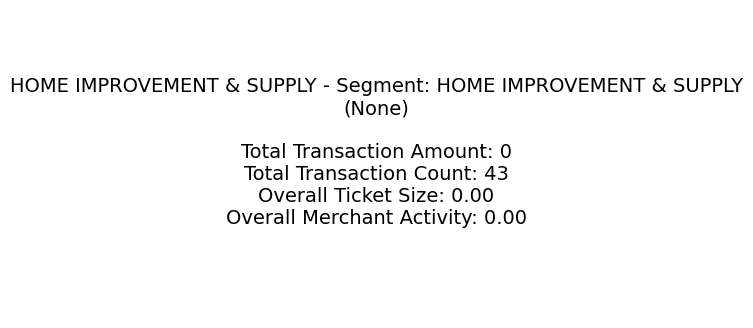 HOME IMPROVEMENT & SUPPLY - Segment: HOME IMPROVEMENT & SUPPLY
(None)
Total Transaction Amount: 0
Total Transaction Count: 43
Overall Ticket Size: 0.00
Overall Merchant Activity: 0.00